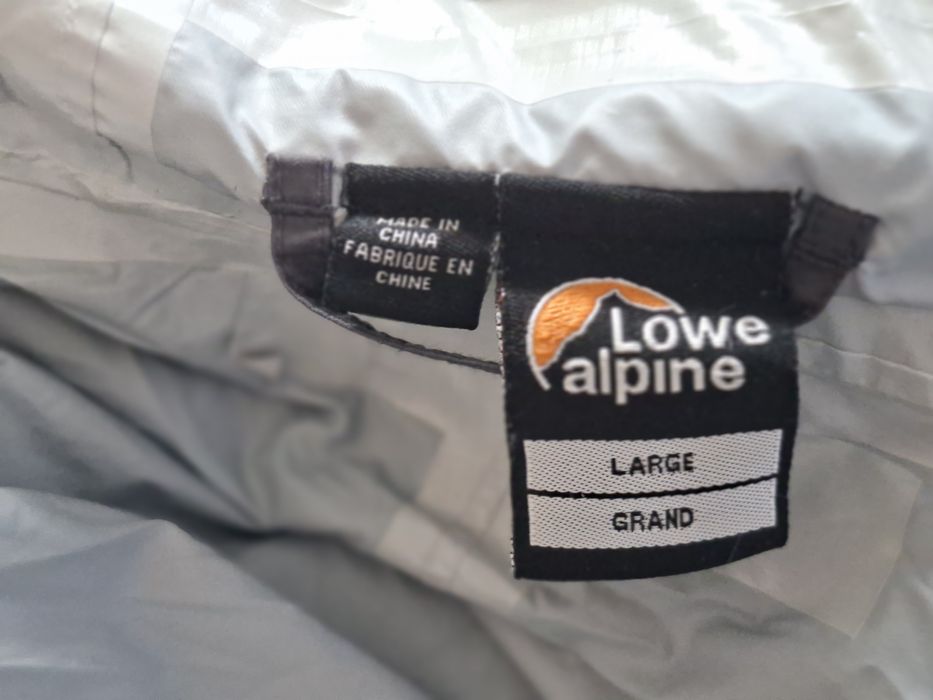 MADE IN
CHINA
FABRIQUE EN
CHINE
Lowe
alpine
LARGE
GRAND